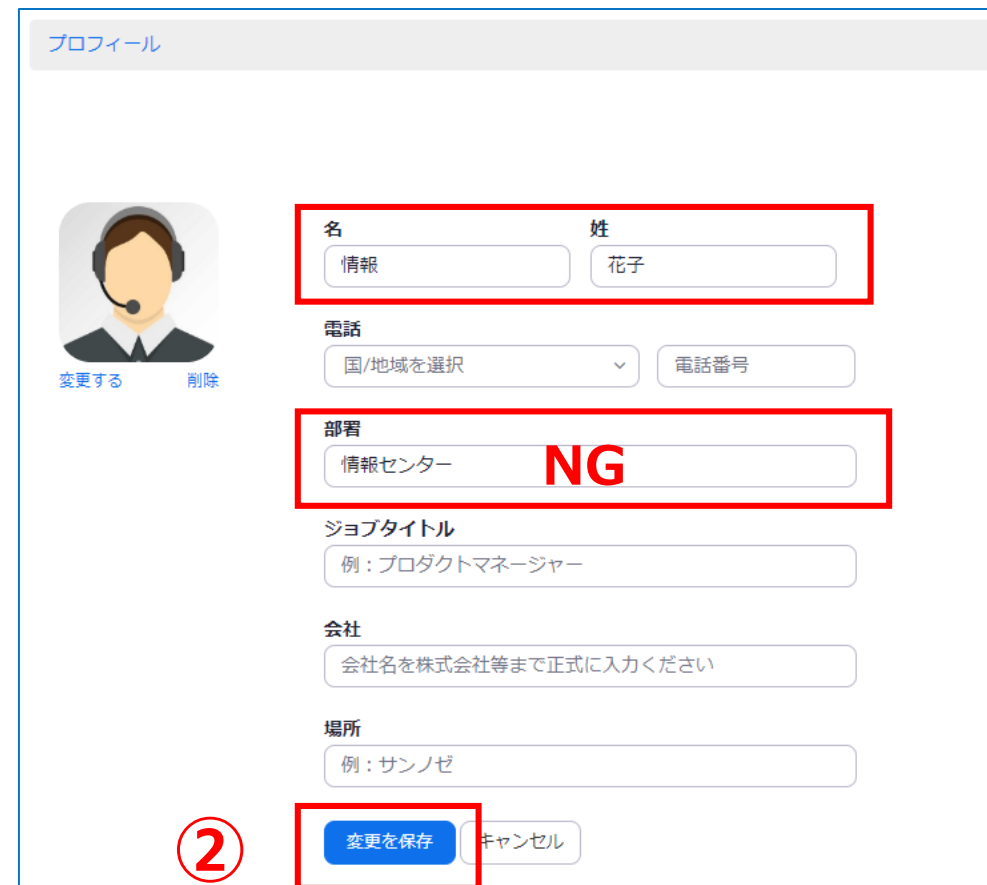 プロフィール
名 姓
情報 花子
電話
国/地域を選択 電話番号
変更する 削除
部署
情報センター NG
ジョブタイトル
例：プロダクトマネージャー
会社
会社名を株式会社等まで正式に入力ください
場所
例：サンノゼ
② 変更を保存 キャンセル